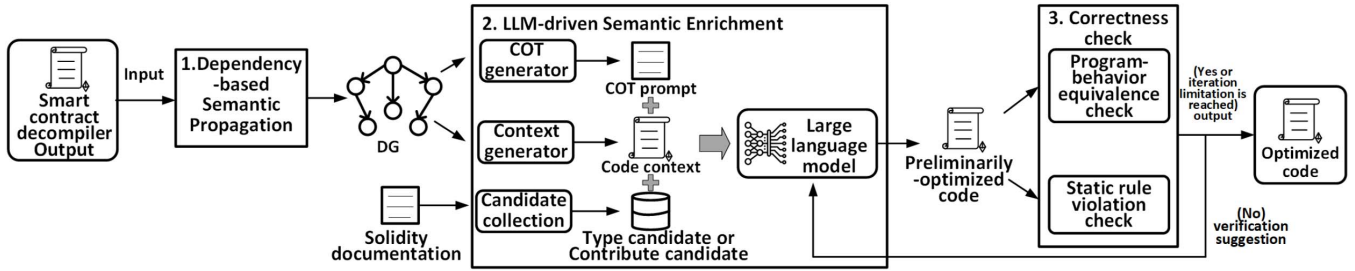 Smart
contract
decompiler
Output
Input
1.Dependency
-based
Semantic
Propagation
DG
Solidity
documentation
2. LLM-driven Semantic Enrichment
COT
generator
COT prompt
Context
generator
Code context
Candidate
collection
Type candidate or
Contribute candidate
Large
language
model
Preliminarily
-optimized
code
3. Correctness
check
Program-
behavior
equivalence
check
Static rule
violation
check
(Yes or
iteration
limitation is
reached)
output
(No)
verification
suggestion
Optimized
code